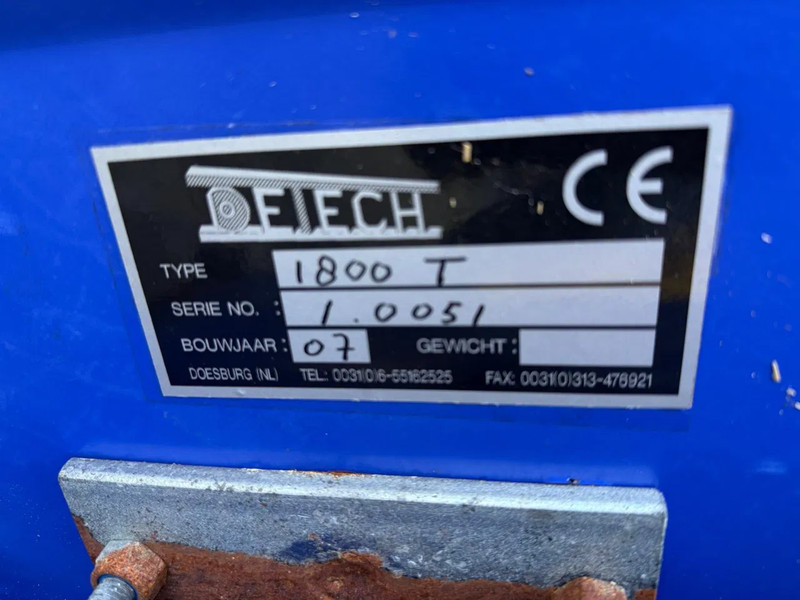 DETECH CE
TYPE 1800 T
SERIE NO. : 1.0051
BOUWJAAR : 07 GEWICHT :
DOESBURG (NL) TEL: 0031(0)6-55162525 FAX: 0031(0)313-476921